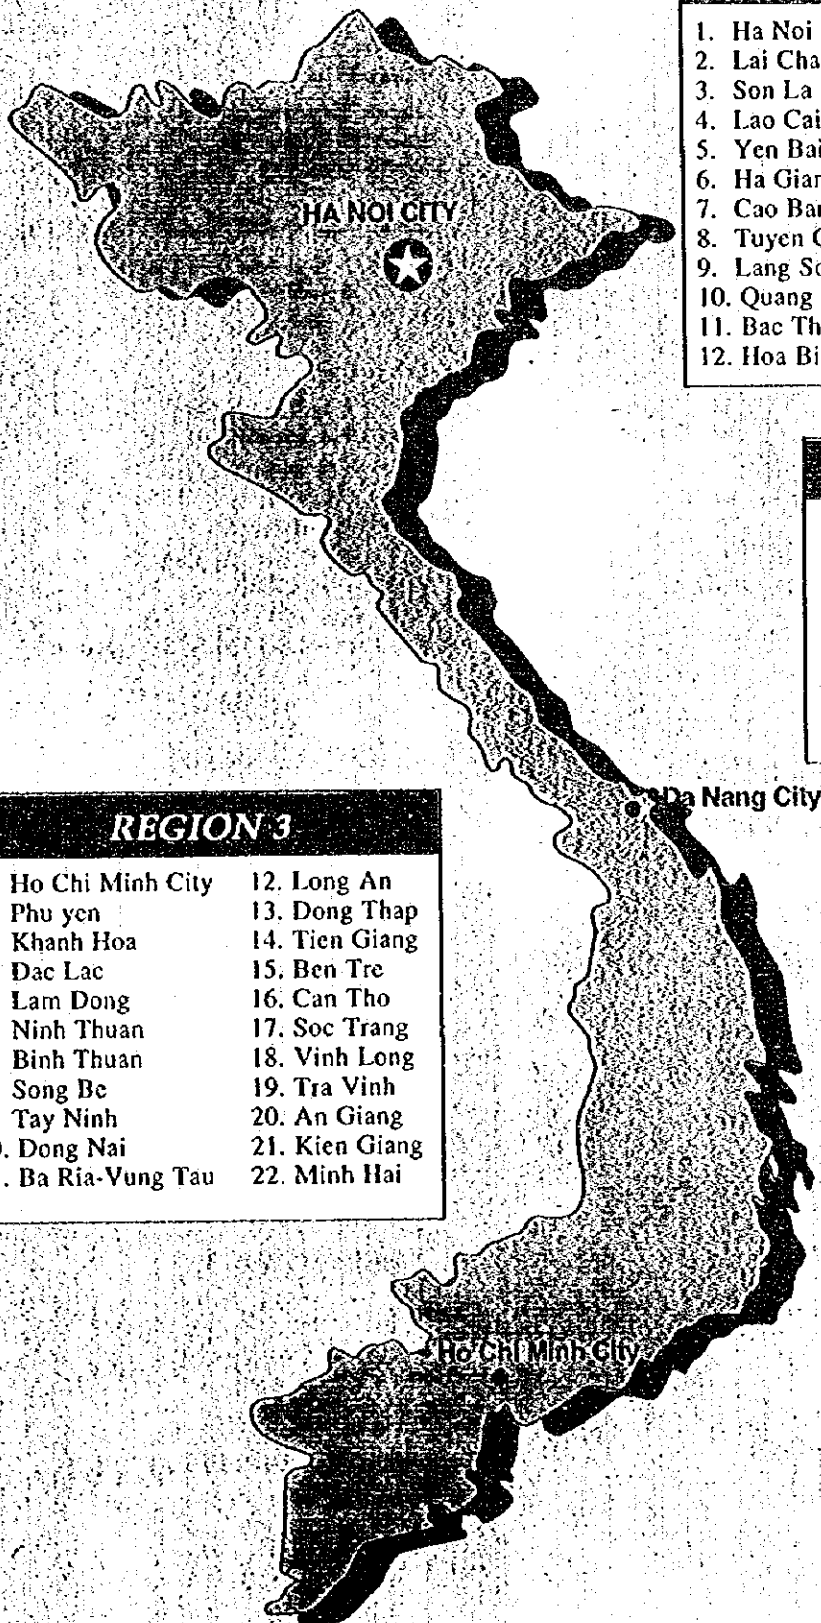 1. Ha Noi
2. Lai Cha
3. Son La
4. Lao Cai
5. Yen Bai
6. Ha Gian
7. Cao Ban
8. Tuyen
9. Lang So
10. Quang
11. Bac Th
12. Hoa Bi
HA NOI CITY
Da Nang City
REGION 3
Ho Chi Minh City 12. Long An
Phu yen 13. Dong Thap
Khanh Hoa 14. Tien Giang
Dac Lac 15. Ben Tre
Lam Dong 16. Can Tho
Ninh Thuan 17. Soc Trang
Binh Thuan 18. Vinh Long
Song Be 19. Tra Vinh
Tay Ninh 20. An Giang
. Dong Nai 21. Kien Giang
. Ba Ria-Vung Tau 22. Minh Hai
Ho Chi Minh City